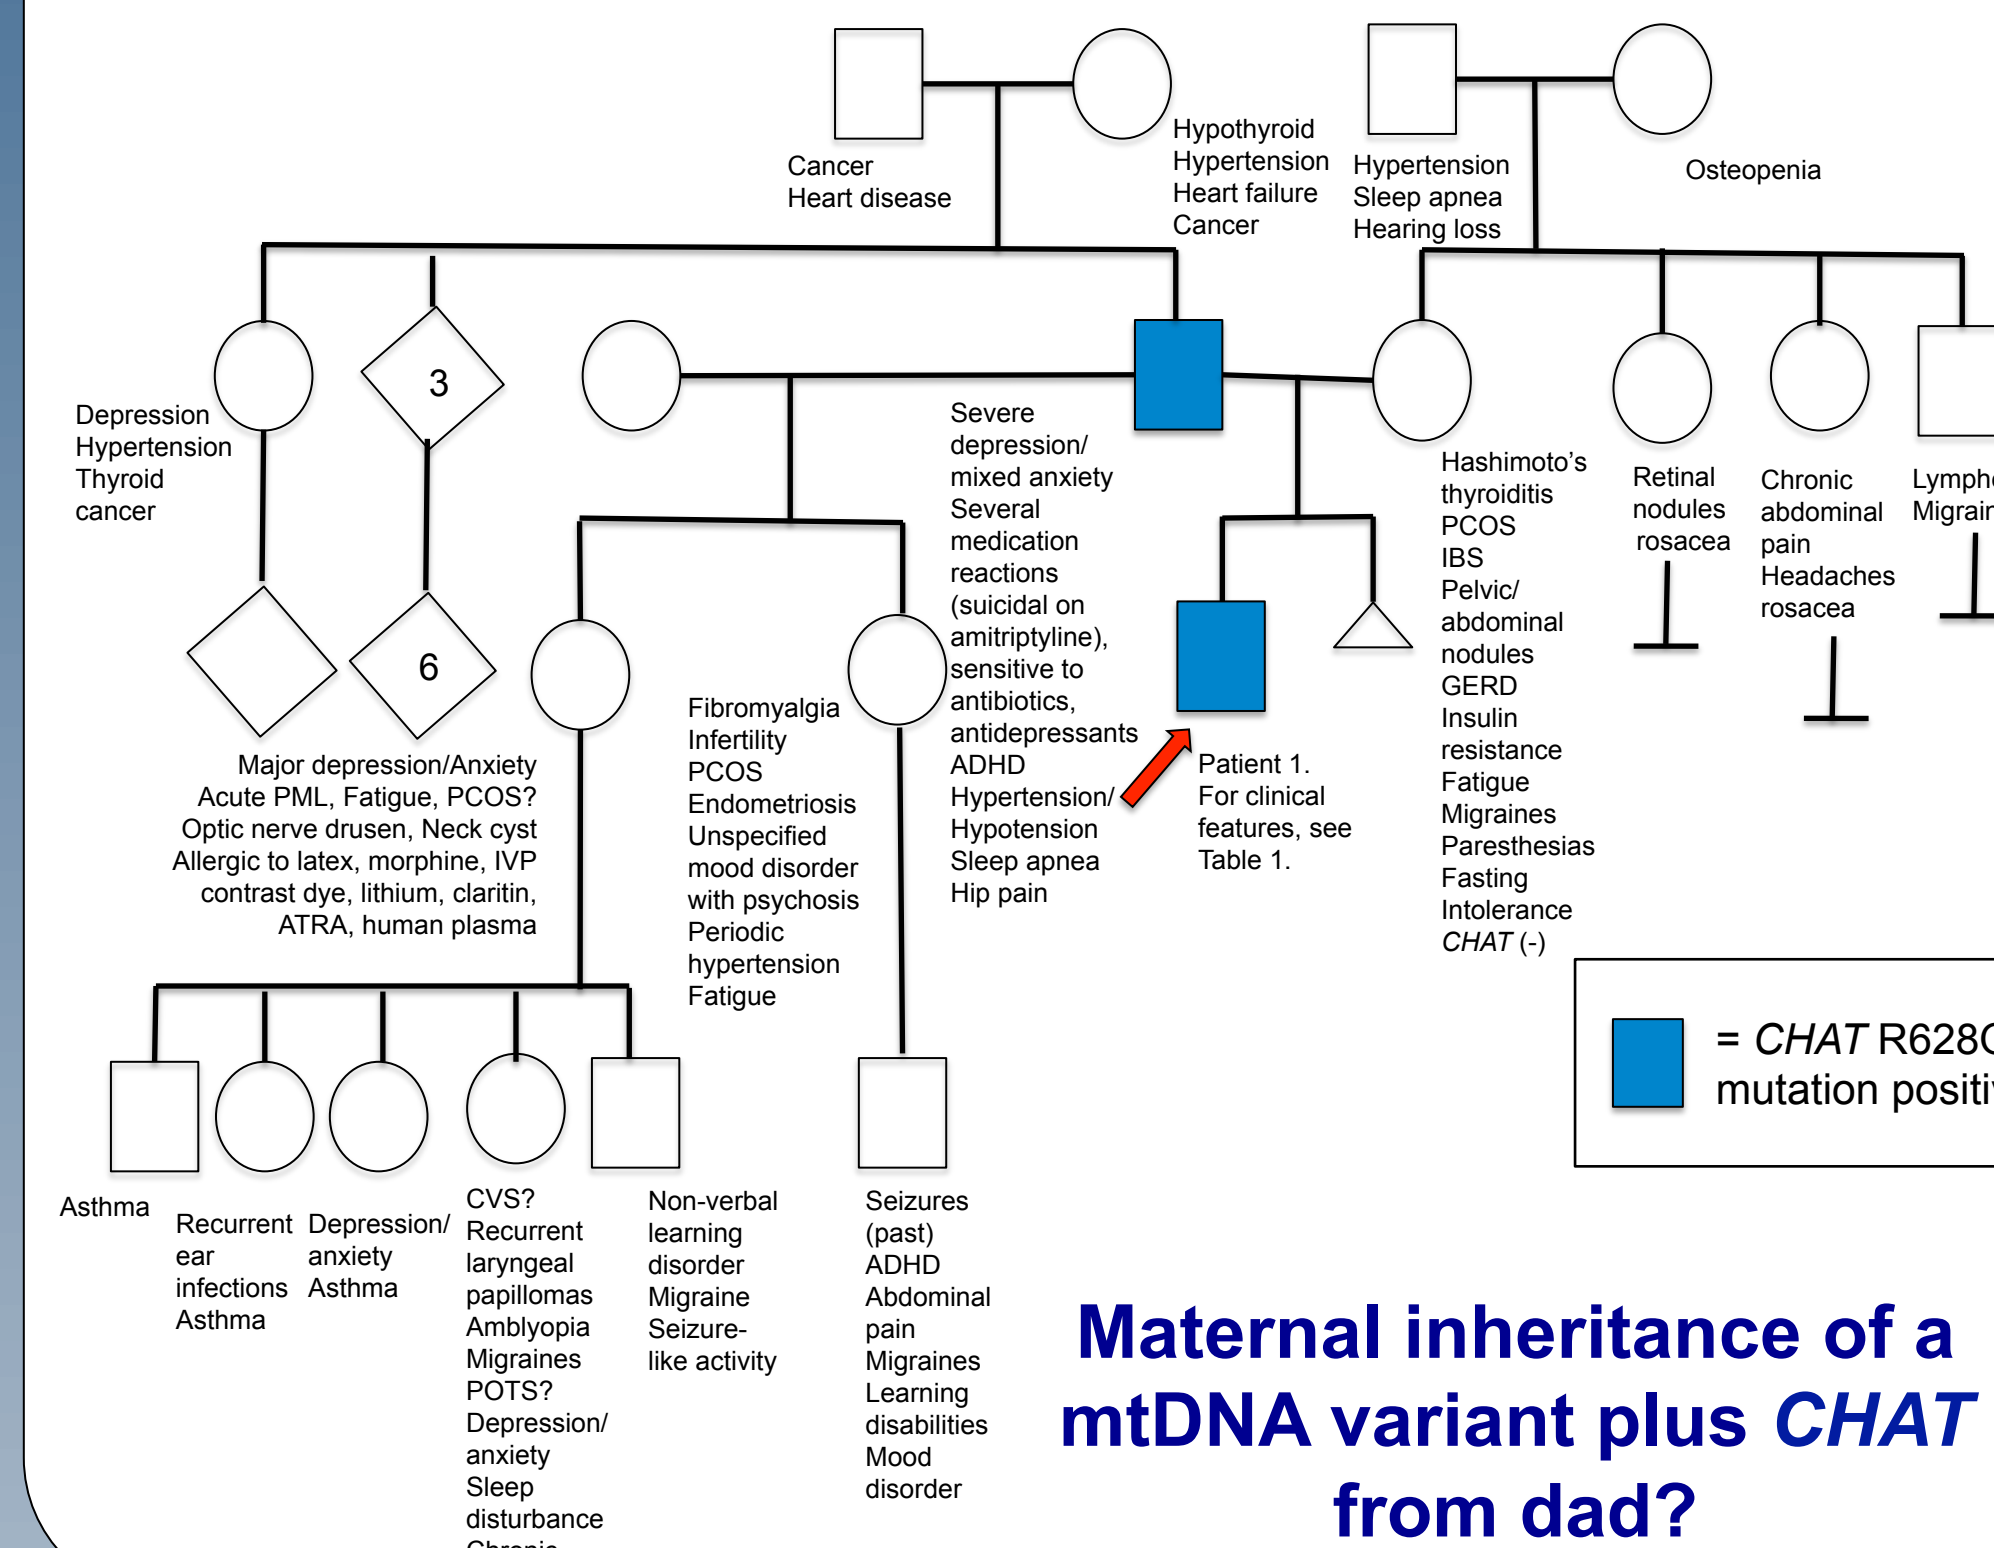 Cancer
Heart disease
Hypothyroid
Hypertension
Heart failure
Cancer
Hypertension
Sleep apnea
Hearing loss
Osteopenia
Depression
Hypertension
Thyroid
cancer
3
Severe
depression/
mixed anxiety
Several
medication
reactions
(suicidal on
amitriptyline),
sensitive to
antibiotics,
antidepressants
ADHD
Hypertension/
Hypotension
Sleep apnea
Hip pain
Hashimoto’s
thyroiditis
PCOS
IBS
Pelvic/
abdominal
nodules
GERD
Insulin
resistance
Fatigue
Migraines
Paresthesias
Fasting
Intolerance
CHAT (-)
Retinal
nodules
rosacea
Chronic
abdominal
pain
Headaches
rosacea
6
Major depression/Anxiety
Acute PML, Fatigue, PCOS?
Optic nerve drusen, Neck cyst
Allergic to latex, morphine, IVP
contrast dye, lithium, claritin,
ATRA, human plasma
Fibromyalgia
Infertility
PCOS
Endometriosis
Unspecified
mood disorder
with psychosis
Periodic
hypertension
Fatigue
Patient 1.
For clinical
features, see
Table 1.
= CHAT
mutation
Asthma
Recurrent
ear
infections
Asthma
Depression/
anxiety
Asthma
CVS?
Recurrent
laryngeal
papillomas
Amblyopia
Migraines
POTS?
Depression/
anxiety
Sleep
disturbance
Non-verbal
learning
disorder
Migraine
Seizure-
like activity
Seizures
(past)
ADHD
Abdominal
pain
Migraines
Learning
disabilities
Mood
disorder
Maternal inheritance of a
mtDNA variant plus CHAT
from dad?